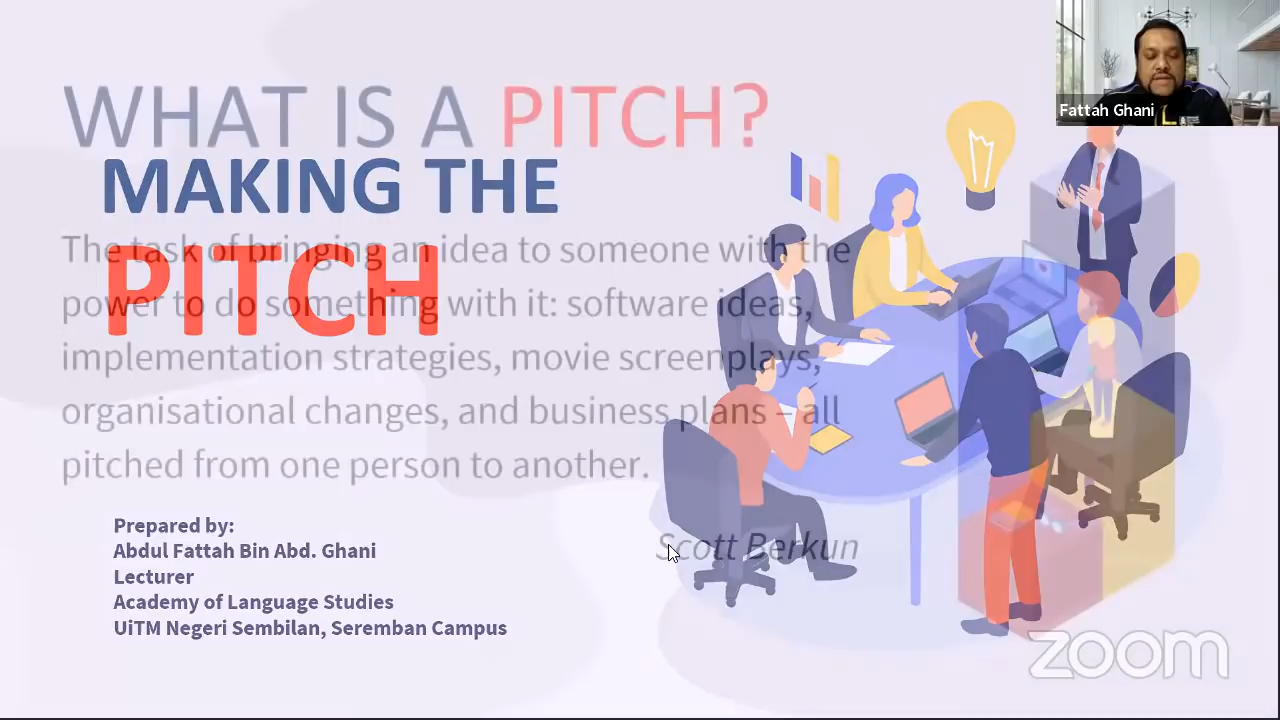 Fattah Ghani
WHAT IS A PITCH?
MAKING THE
PITCH
The task of bringing an idea to someone with the
power to do something with it: software ideas,
implementation strategies, movie screenplays,
organisational changes, and business plans – all
pitched from one person to another.
Scott Berkun
Prepared by:
Abdul Fattah Bin Abd. Ghani
Lecturer
Academy of Language Studies
UiTM Negeri Sembilan, Seremban Campus
zoom